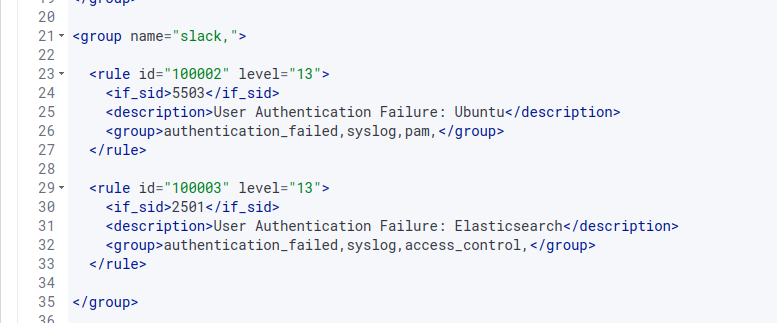 19 </group>
20
21 <group name="slack,">
22
23 <rule id="100002" level="13">
24 <if_sid>5503</if_sid>
25 <description>User Authentication Failure: Ubuntu</description>
26 <group>authentication_failed,syslog,pam,</group>
27 </rule>
28
29 <rule id="100003" level="13">
30 <if_sid>2501</if_sid>
31 <description>User Authentication Failure: Elasticsearch</description>
32 <group>authentication_failed,syslog,access_control,</group>
33 </rule>
34
35 </group>
36